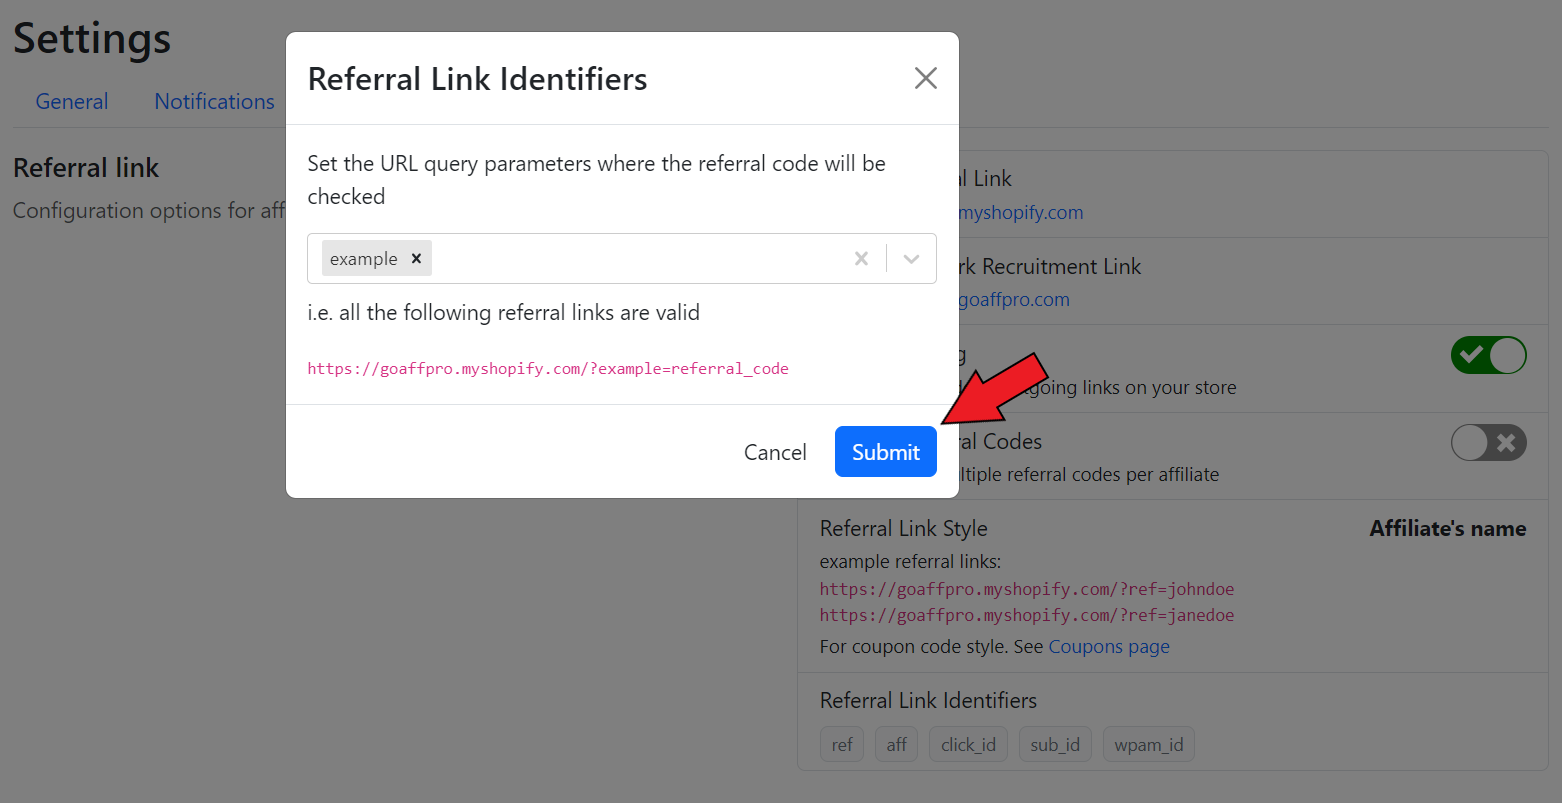 Settings
General
Notifications
Referral link
Configuration options for aff
Referral Link Identifiers
Set the URL query parameters where the referral code will be
checked
example
i.e. all the following referral links are valid
https://goaffpro.myshopify.com/?example=referral_code
Cancel
Submit
Link
myshopify.com
Recruitment Link
goaffpro.com
links on your store
Codes
referral codes per affiliate
Referral Link Style
Affiliate's name
example referral links:
https://goaffpro.myshopify.com/?ref=johndoe
https://goaffpro.myshopify.com/?ref=janedoe
For coupon code style. See Coupons page
Referral Link Identifiers
ref aff click_id sub_id wpam_id